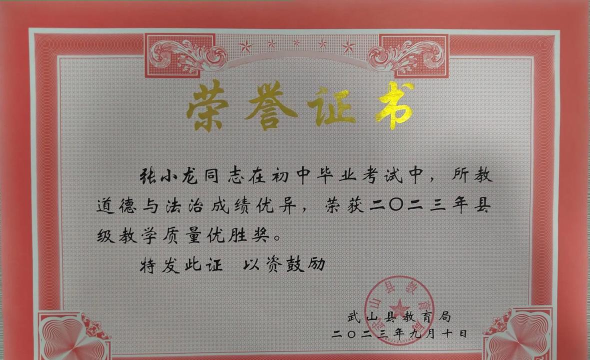 荣誉证书
张小龙同志在初中毕业考试中，所教
道德与法治成绩优异，荣获二〇二三年县
级教学质量优胜奖。
特发此证 以资鼓励
武山县教育局
二〇二三年九月十日